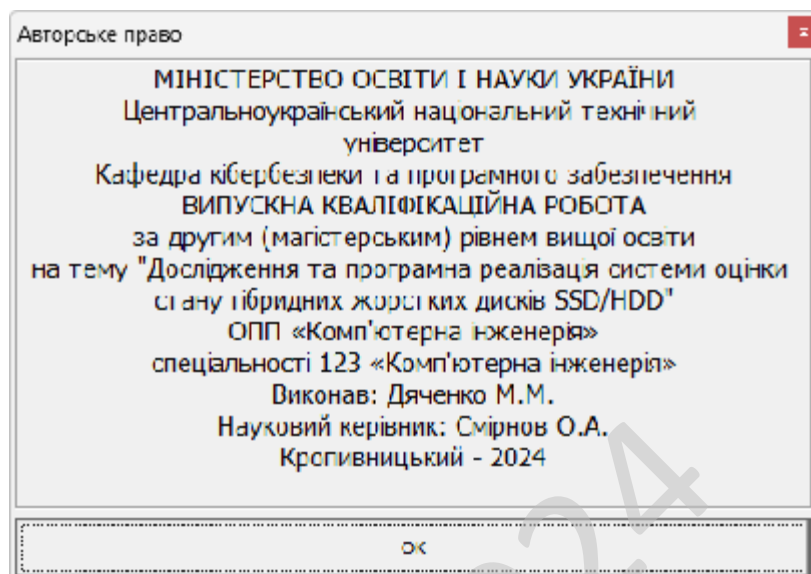 Авторське право
МІНІСТЕРСТВО ОСВІТИ І НАУКИ УКРАЇНИ
Центральноукраїнський національний технічний
університет
Кафедра кібербезпеки та програмного забезпечення
ВИПУСКНА КВАЛІФІКАЦІЙНА РОБОТА
за другим (магістерським) рівнем вищої освіти
на тему "Дослідження та програмна реалізація системи оцінки
стану гібридних жорстких дисків SSD/HDD"
ОПП «Комп'ютерна інженерія»
спеціальності 123 «Комп'ютерна інженерія»
Виконав: Дяченко М.М.
Науковий керівник: Смірнов О.А.
Кропивницький - 2024
ОК